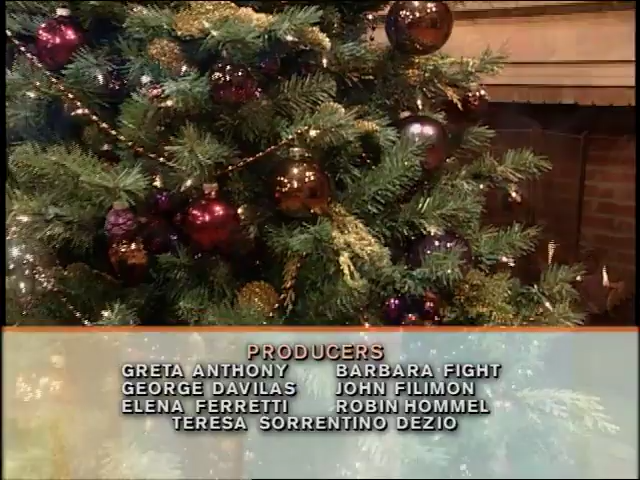 PRODUCERS
GRETA ANTHONY BARBARA FIGHT
GEORGE DAVILAS JOHN FILIMON
ELENA FERRETTI ROBIN HOMMEL
TERESA SORRENTINO DEZIO